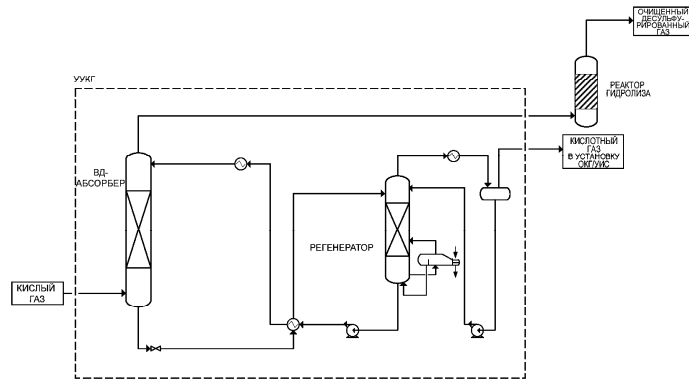 ОЧИЩЕННЫЙ
ДЕСУЛЬФУ-
РИРОВАННЫЙ
ГАЗ
УУКГ
РЕАКТОР
ГИДРОЛИЗА
КИСЛОТНЫЙ
ГАЗ
В УСТАНОВКУ
ОКГ/УИС
ВД-
АБСОРБЕР
РЕГЕНЕРАТОР
КИСЛЫЙ
ГАЗ